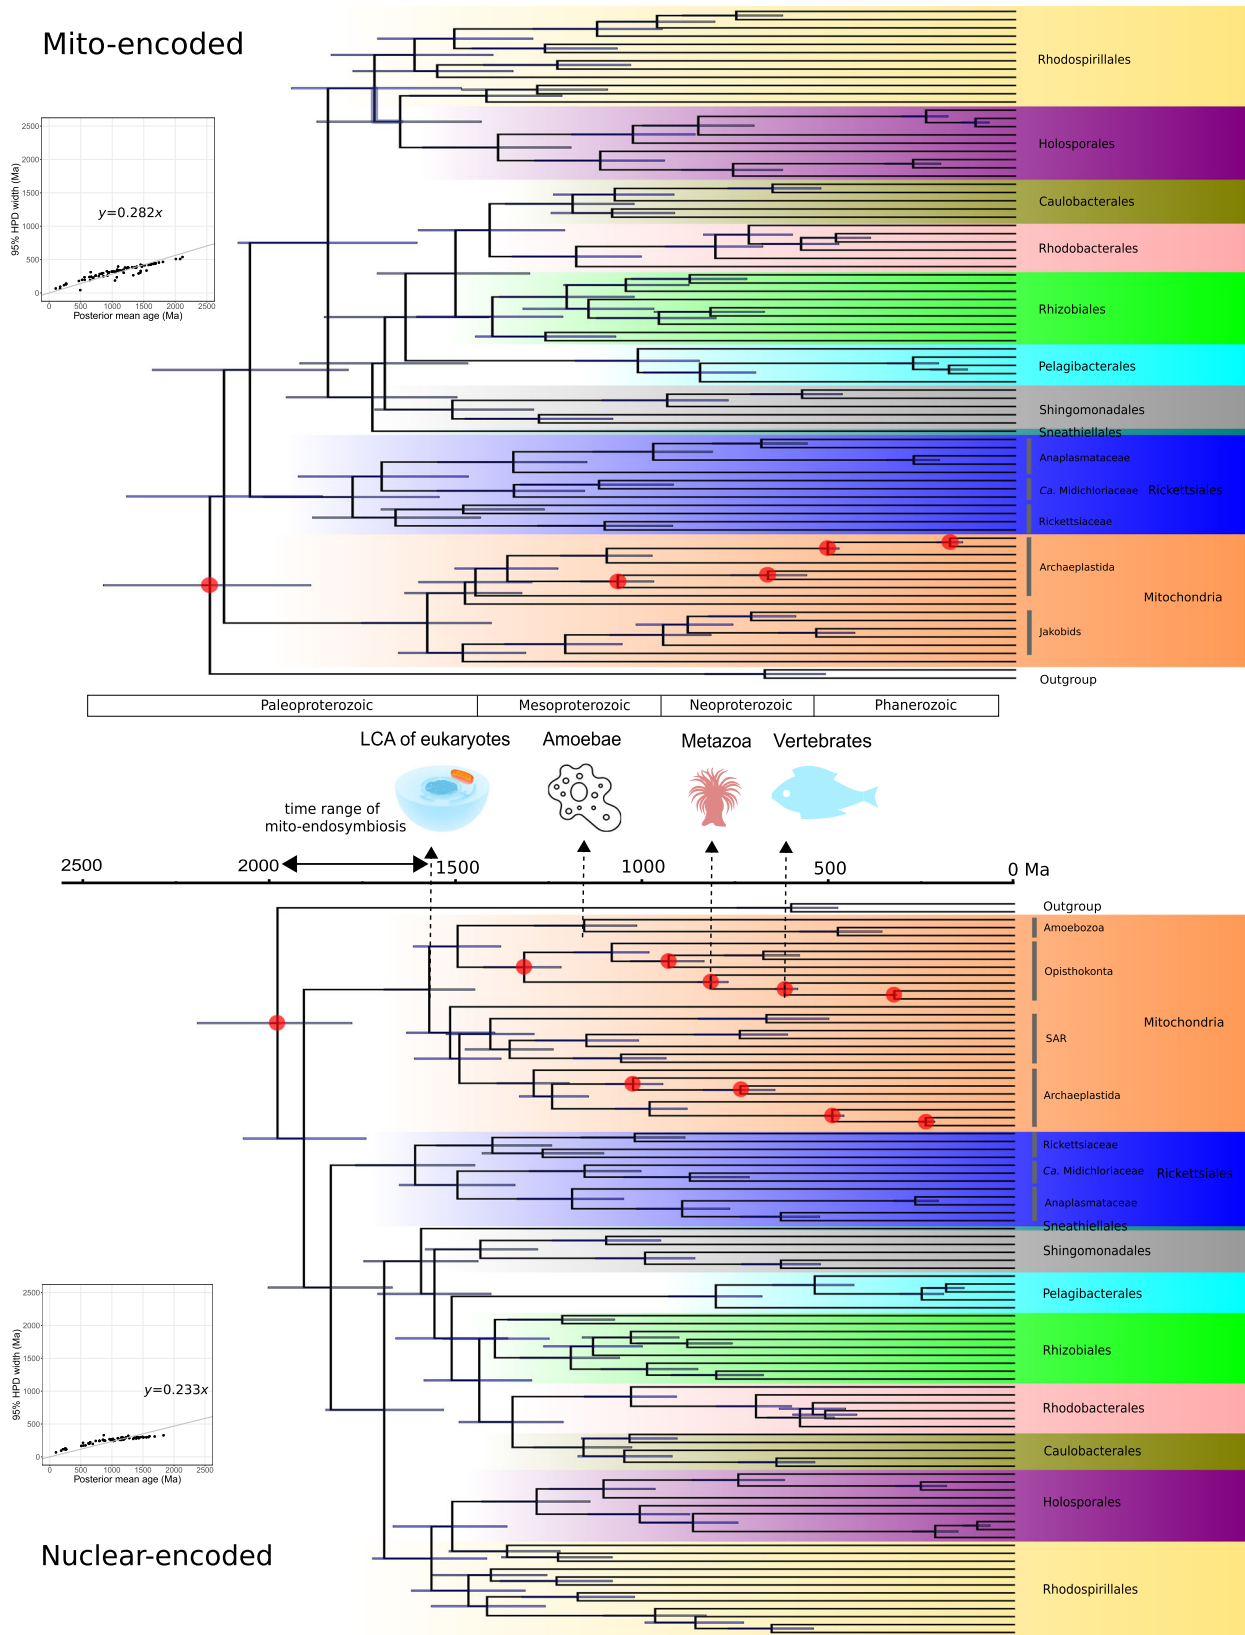 Mito-encoded
2500
2000
1500
1000
500
0
95% HPD width (Ma)
y=0.282x
0 500 1000 1500 2000 2500
Posterior mean age (Ma)
Rhodospirillales
Holosporales
Caulobacterales
Rhodobacterales
Rhizobiales
Pelagibacterales
Shingomonadales
Sneathiellales
Anaplasmataceae
Ca. Midichloriaceae Rickettsiales
Rickettsiaceae
Archaeplastida
Mitochondria
Jakobids
Outgroup
Paleoproterozoic Mesoproterozoic Neoproterozoic Phanerozoic
LCA of eukaryotes Amoebae Metazoa Vertebrates
time range of
mito-endosymbiosis
2500 2000 1500 1000 500 0 Ma
Outgroup
Amoebozoa
Opisthokonta
Mitochondria
SAR
Archaeplastida
Rickettsiaceae
Ca. Midichloriaceae Rickettsiales
Anaplasmataceae
Sneathiellales
Shingomonadales
Pelagibacterales
Rhizobiales
Rhodobacterales
Caulobacterales
Holosporales
Rhodospirillales
2500
2000
1500
1000
500
0
95% HPD width (Ma)
y=0.233x
0 500 1000 1500 2000 2500
Posterior mean age (Ma)
Nuclear-encoded